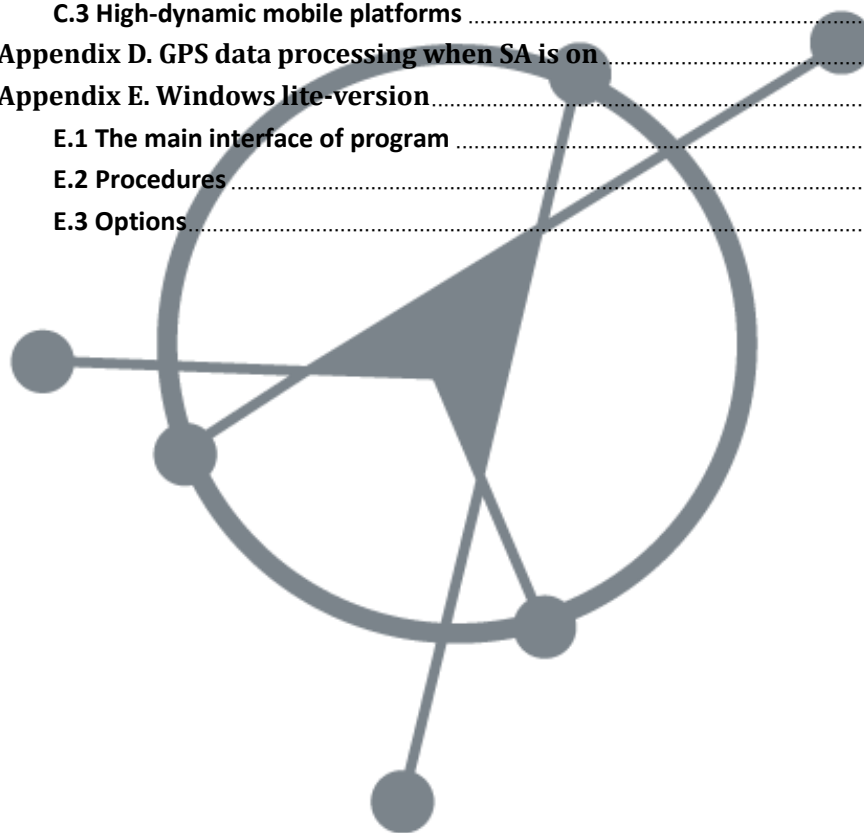 C.3 High-dynamic mobile platforms
Appendix D. GPS data processing when SA is on
Appendix E. Windows lite-version
E.1 The main interface of program
E.2 Procedures
E.3 Options